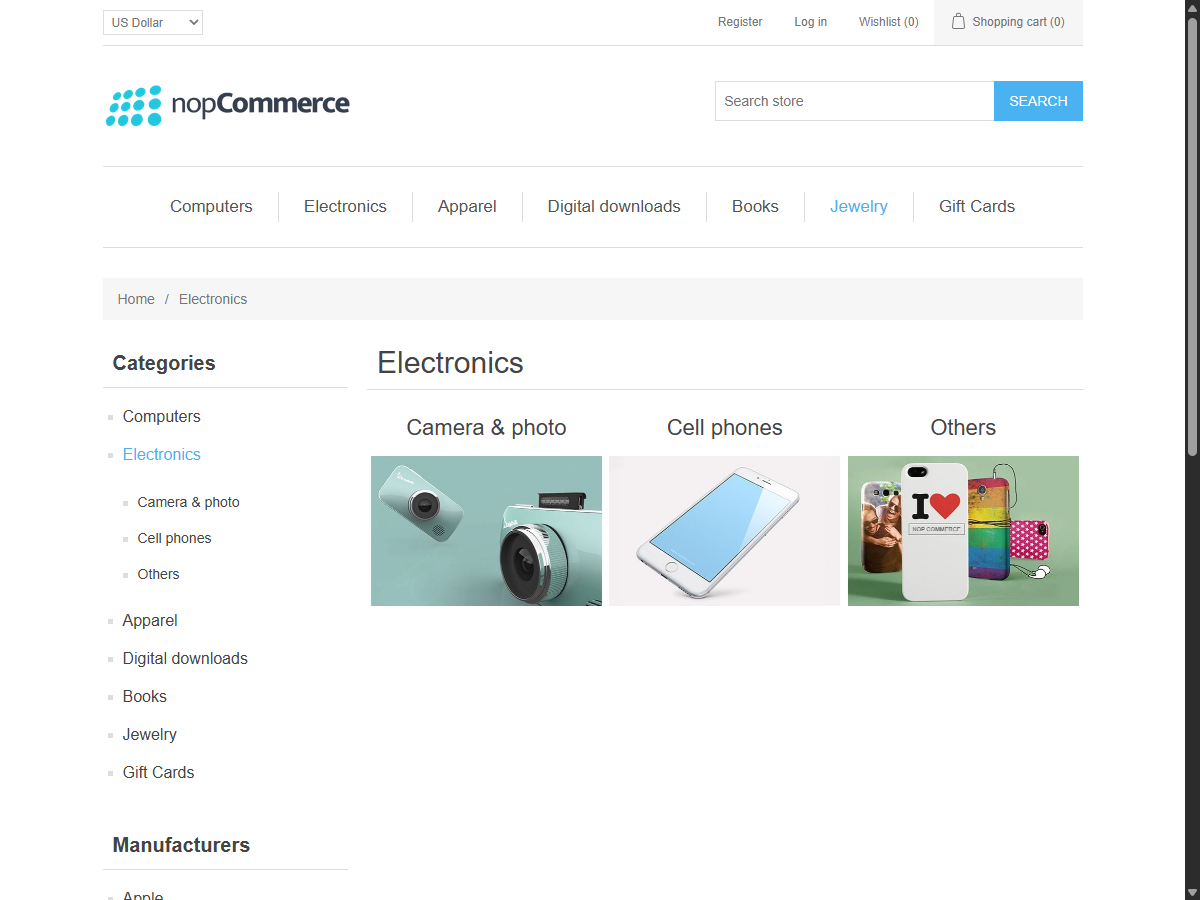 US Dollar
Register
Log in
Wishlist (0)
Shopping cart (0)
nopCommerce
Search store
SEARCH
Computers
Electronics
Apparel
Digital downloads
Books
Jewelry
Gift Cards
Home / Electronics
Categories
Computers
Electronics
Camera & photo
Cell phones
Others
Apparel
Digital downloads
Books
Jewelry
Gift Cards
Manufacturers
Apple
Electronics
Camera & photo
Cell phones
Others
I
NOP COMMERCE